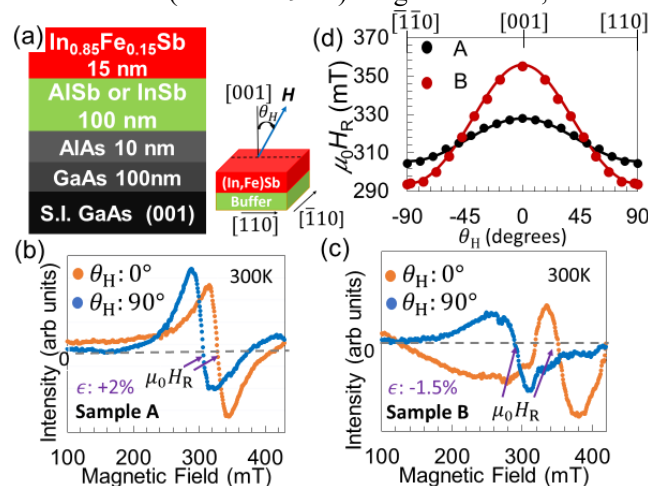 (a)
In0.85Fe0.15Sb
15 nm
AlSb or InSb
100 nm
AlAs 10 nm
GaAs 100nm
S.I. GaAs (001)
[001]
H
θH
(In,Fe)Sb
Buffer
[1̅1̅0]
[1̅10]
(d)
[1̅1̅0]
[001]
[110]
μ0HR (mT)
370
350
330
310
290
A
B
-90
-45
0
45
90
θH (degrees)
(b)
Intensity (arb units)
θH: 0°
θH: 90°
300K
0
μ0HR
ϵ: +2%
Sample A
100
200
300
400
Magnetic Field (mT)
(c)
Intensity (arb units)
θH: 0°
θH: 90°
300K
0
μ0HR
ϵ: -1.5%
Sample B
100
200
300
400
Magnetic Field (mT)